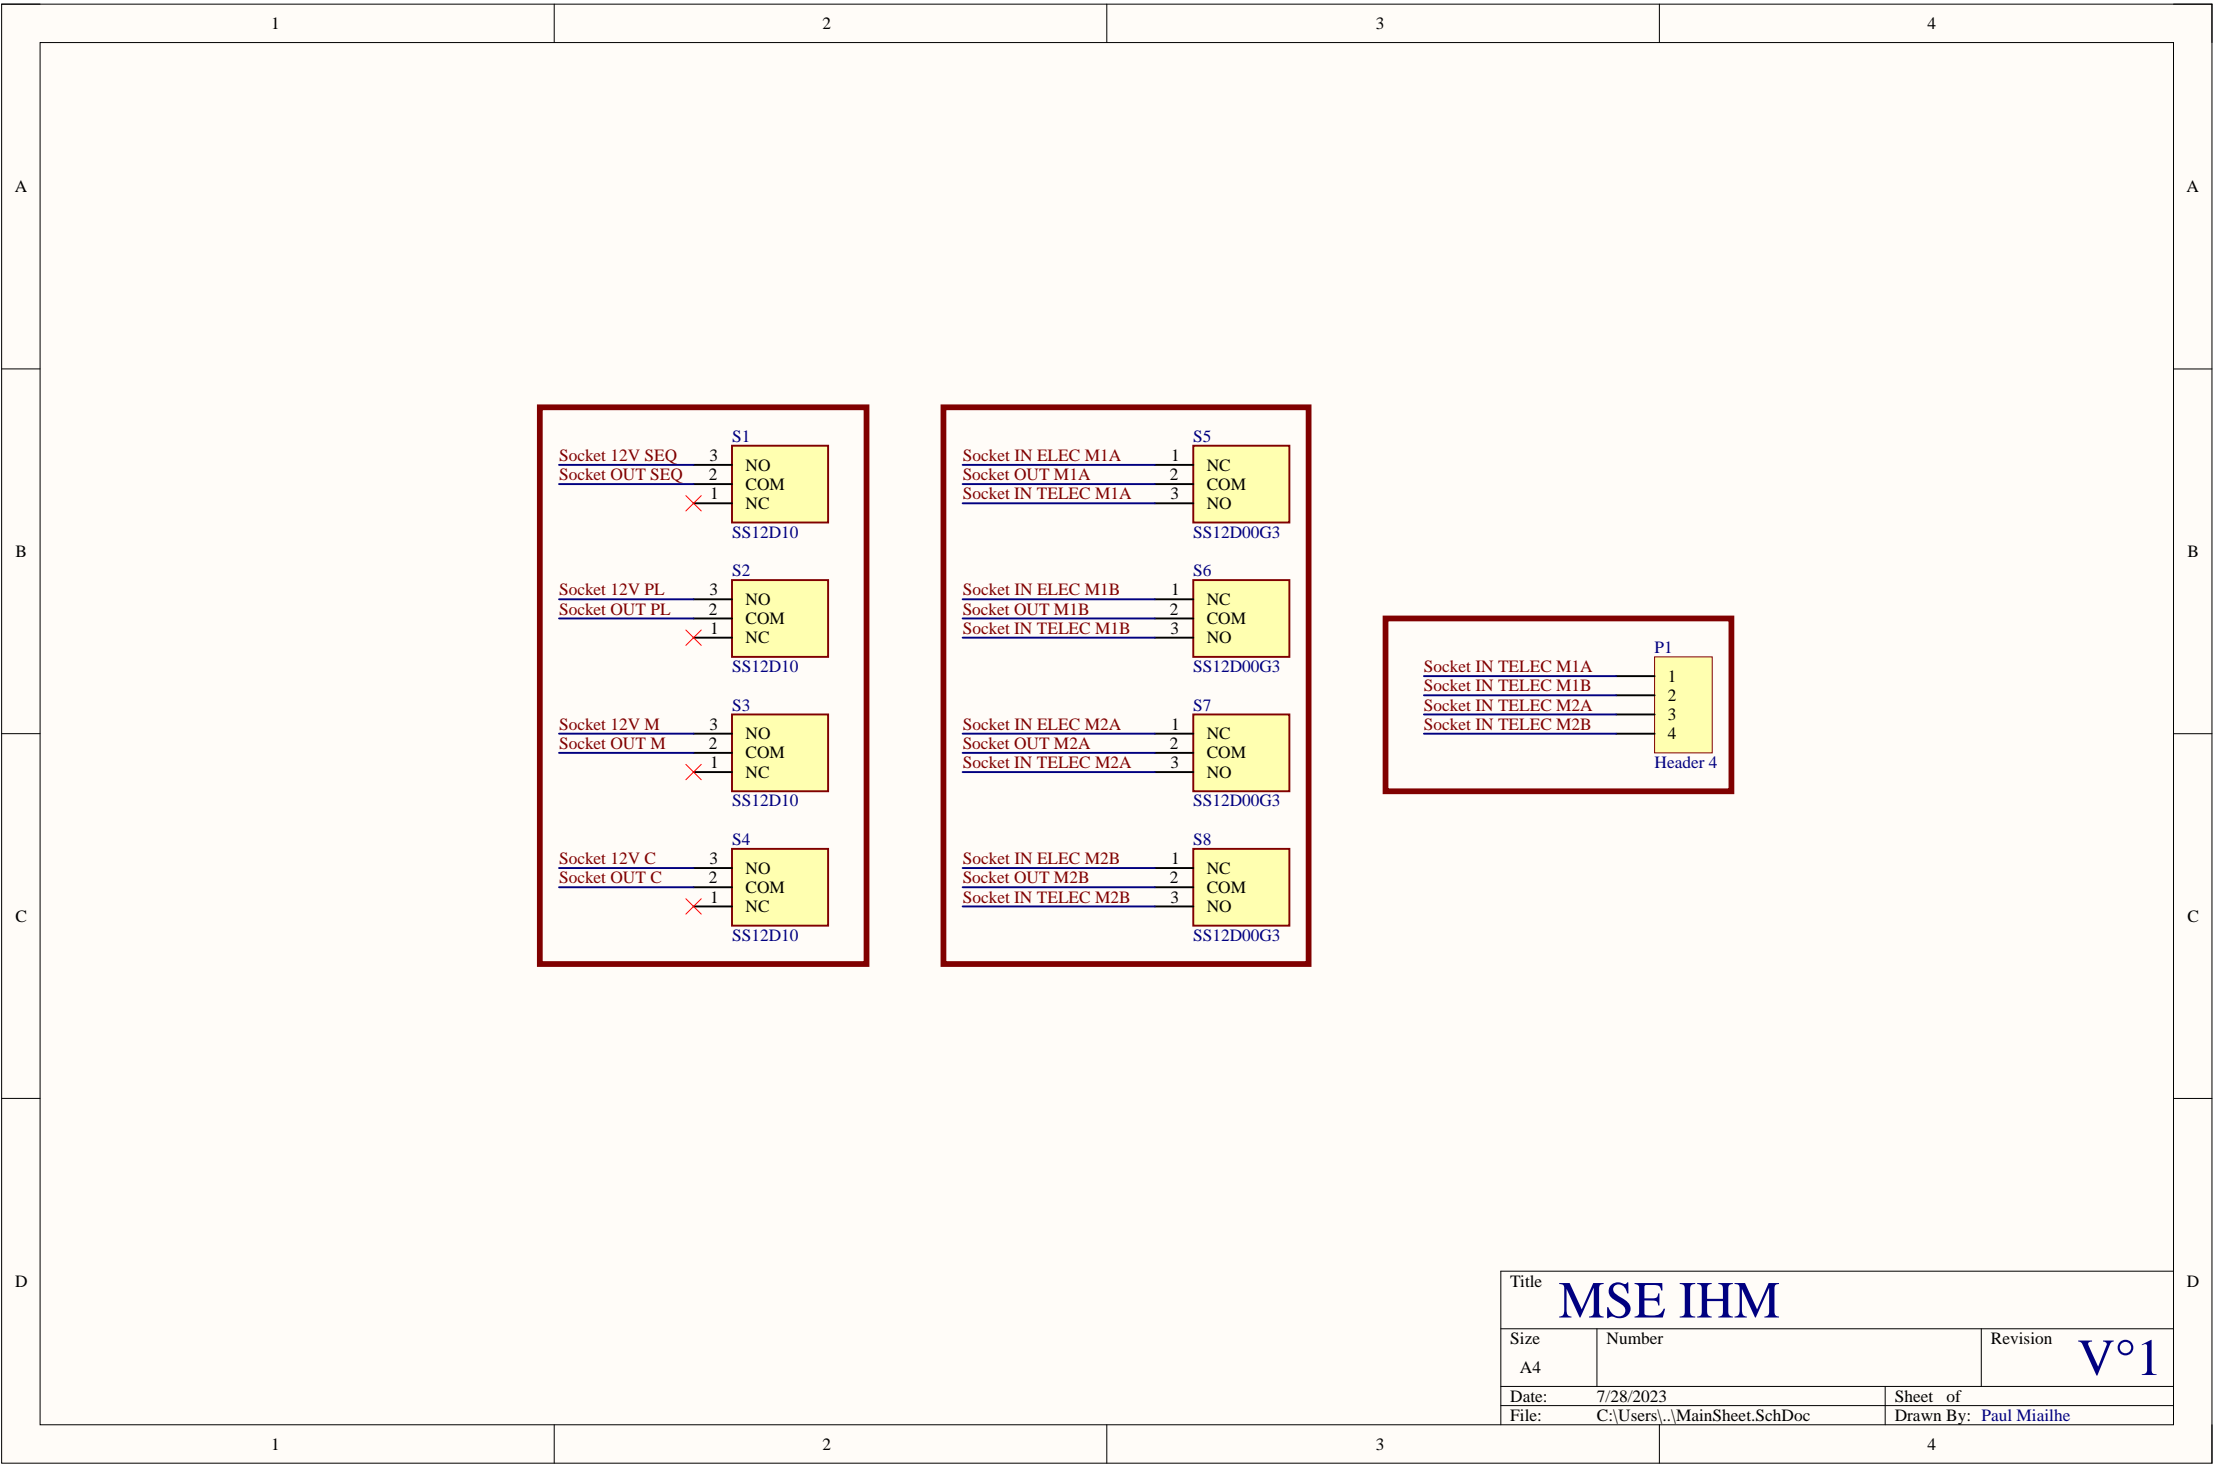 1 2 3 4
A A
B B
C C
D D
S1
Socket 12V SEQ 3 NO
Socket OUT SEQ 2 COM
1 NC
SS12D10
S2
Socket 12V PL 3 NO
Socket OUT PL 2 COM
1 NC
SS12D10
S3
Socket 12V M 3 NO
Socket OUT M 2 COM
1 NC
SS12D10
S4
Socket 12V C 3 NO
Socket OUT C 2 COM
1 NC
SS12D10
S5
Socket IN ELEC M1A 1 NC
Socket OUT M1A 2 COM
Socket IN TELEC M1A 3 NO
SS12D00G3
S6
Socket IN ELEC M1B 1 NC
Socket OUT M1B 2 COM
Socket IN TELEC M1B 3 NO
SS12D00G3
S7
Socket IN ELEC M2A 1 NC
Socket OUT M2A 2 COM
Socket IN TELEC M2A 3 NO
SS12D00G3
S8
Socket IN ELEC M2B 1 NC
Socket OUT M2B 2 COM
Socket IN TELEC M2B 3 NO
SS12D00G3
P1
Socket IN TELEC M1A 1
Socket IN TELEC M1B 2
Socket IN TELEC M2A 3
Socket IN TELEC M2B 4
Header 4
Title MSE IHM
Size Number Revision V°1
A4
Date: 7/28/2023 Sheet of
File: C:\Users\..\MainSheet.SchDoc Drawn By: Paul Miailhe
1 2 3 4